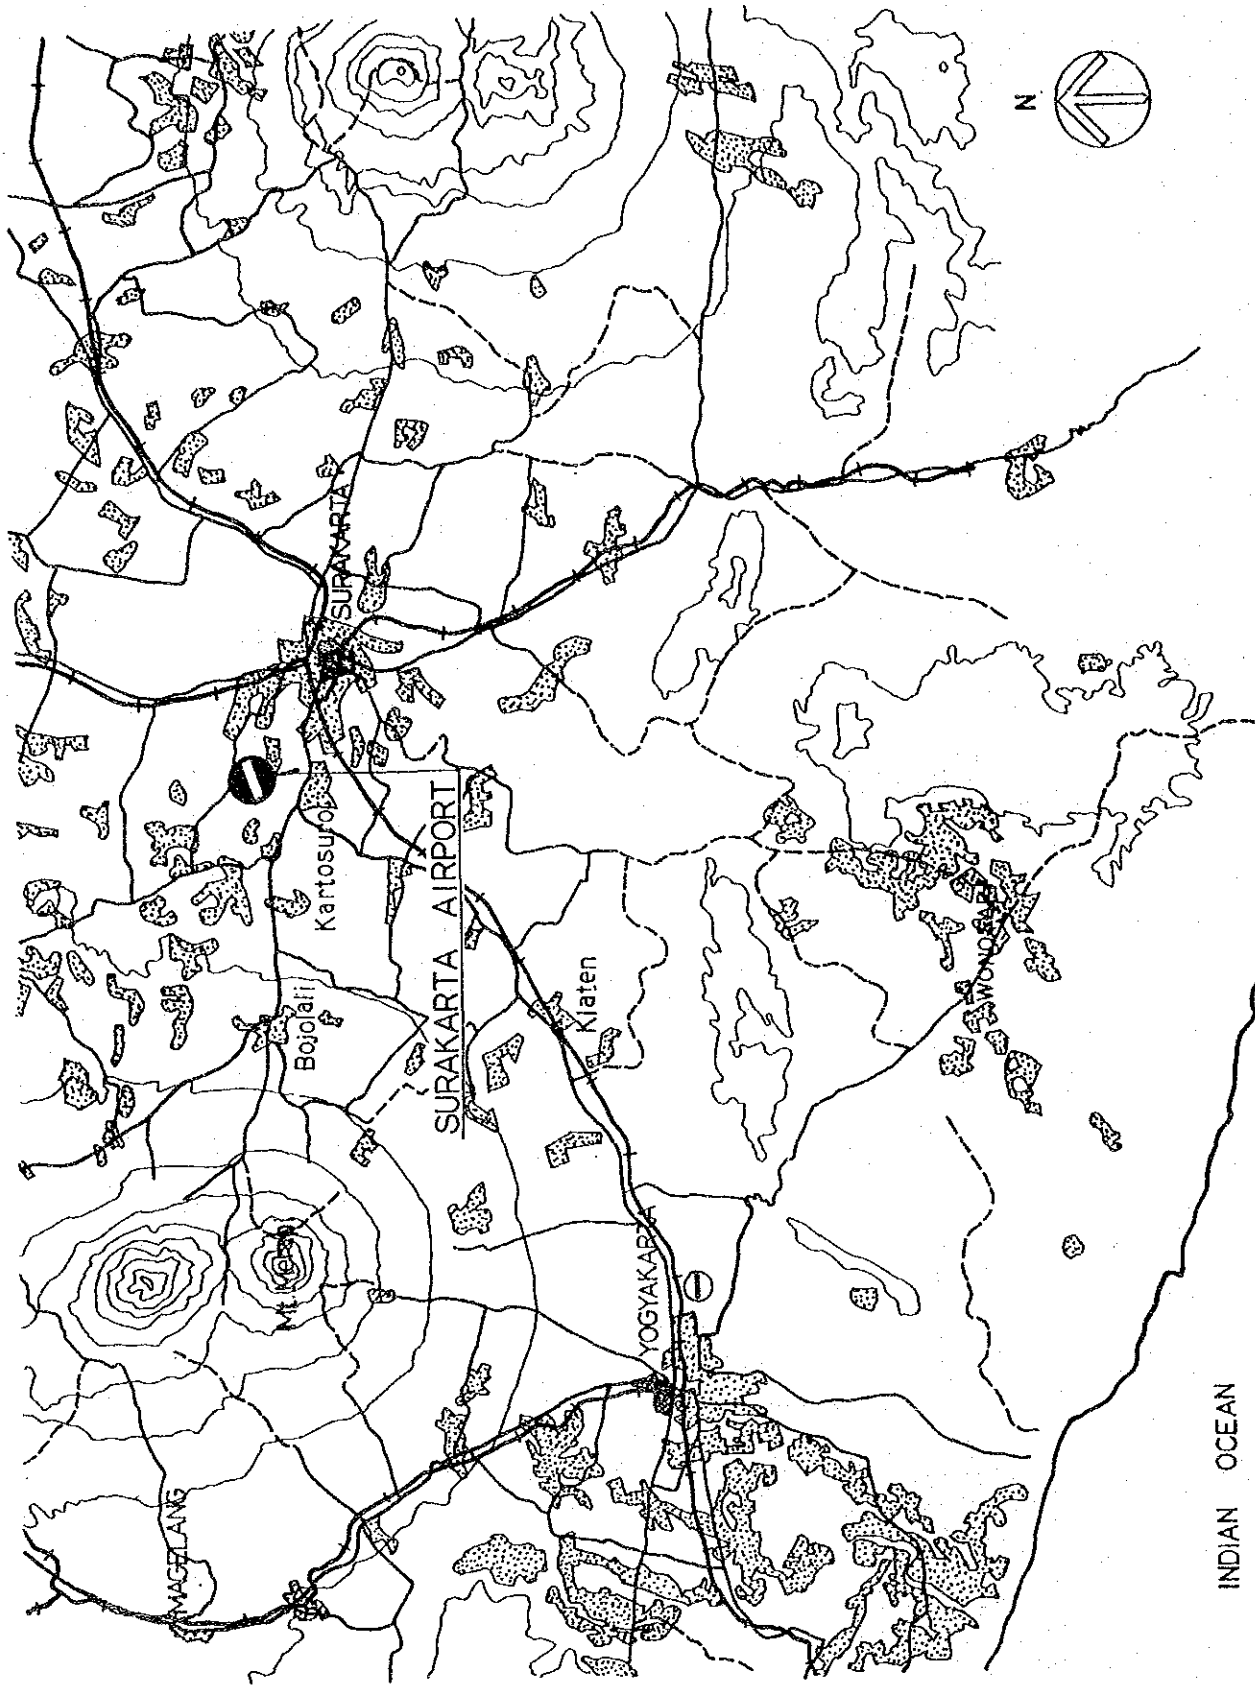 MAGELANG
Mt.Merapi
Bojolali
Kartosuro
SURAKARTA
SURAKARTA AIRPORT
Klaten
YOGYAKARTA
WONOSARI
N
INDIAN OCEAN